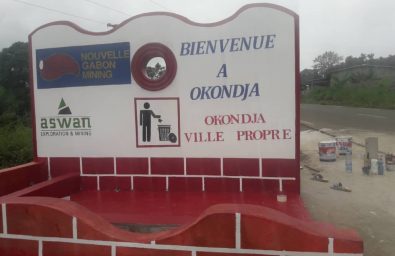 NOUVELLE
GABON
MINING
aswan
EXPLORATION & MINING
BIENVENUE
A
OKONDJA
OKONDJA
VILLE PROPRE